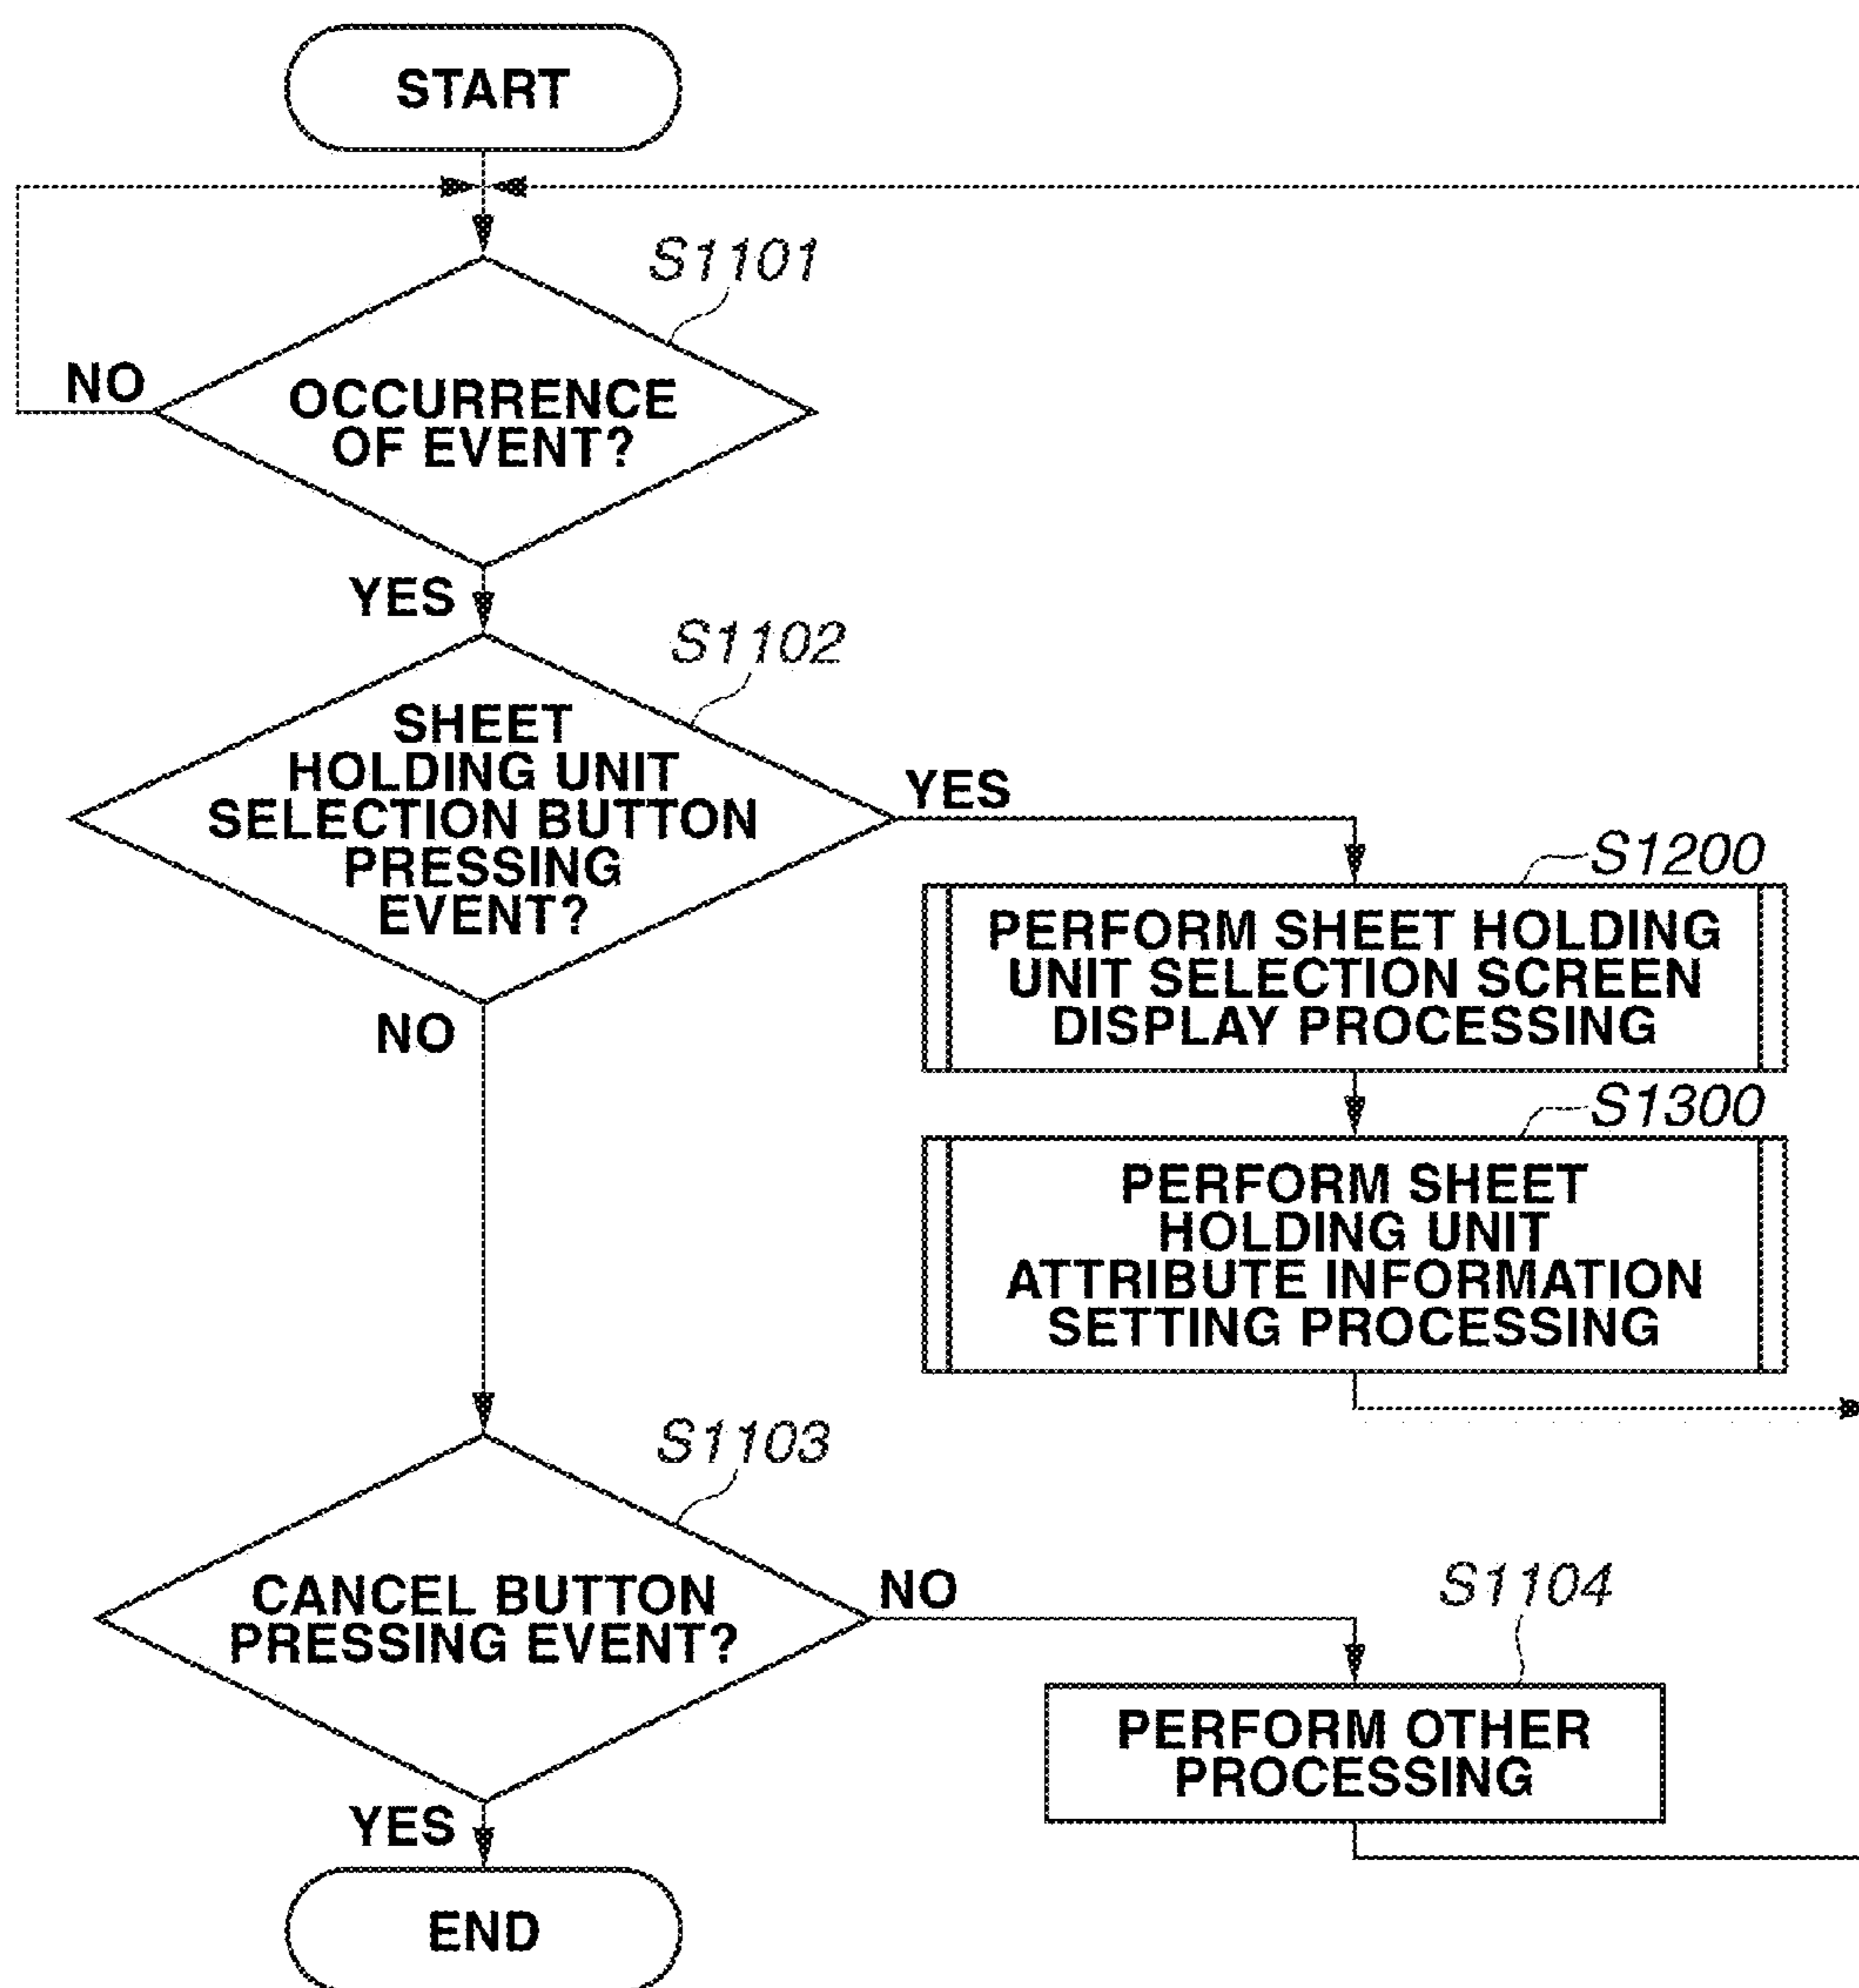 START
S1101
NO
OCCURRENCE
OF EVENT?
YES
S1102
SHEET
HOLDING UNIT
SELECTION BUTTON
PRESSING
EVENT?
YES
S1200
PERFORM SHEET HOLDING
UNIT SELECTION SCREEN
DISPLAY PROCESSING
NO
S1300
PERFORM SHEET
HOLDING UNIT
ATTRIBUTE INFORMATION
SETTING PROCESSING
S1103
CANCEL BUTTON
PRESSING EVENT?
NO
S1104
PERFORM OTHER
PROCESSING
YES
END